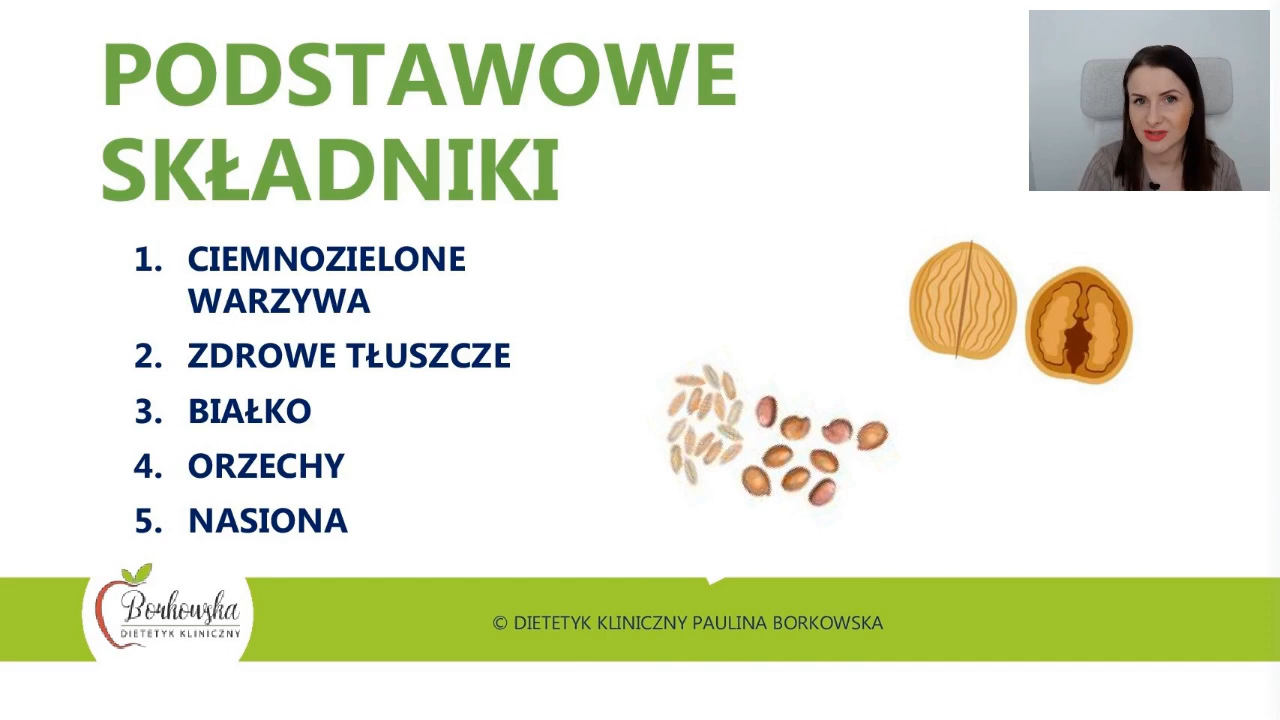 PODSTAWOWE
SKŁADNIKI
1. CIEMNOZIELONE
WARZYWA
2. ZDROWE TŁUSZCZE
3. BIAŁKO
4. ORZECHY
5. NASIONA
Borkowska
DIETETYK KLINICZNY
© DIETETYK KLINICZNY PAULINA BORKOWSKA